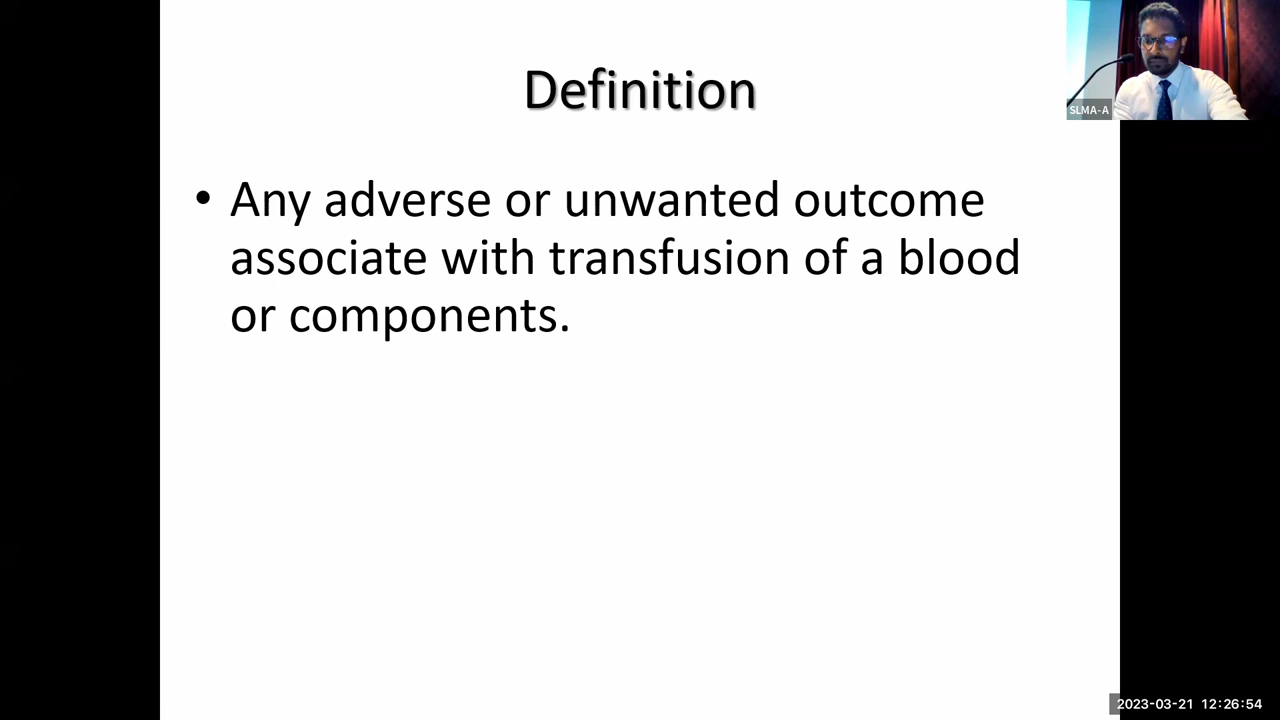 Definition
SLMA-A
• Any adverse or unwanted outcome
associate with transfusion of a blood
or components.
2023-03-21 12:26:54